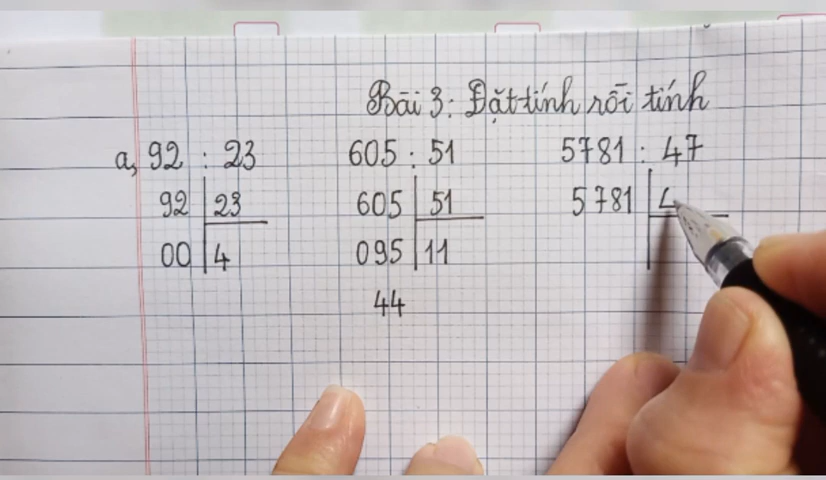 Bài 3: Đặt tính rồi tính
a, 92 : 23 605 : 51 5781 : 47
92 23 605 51 5781 4
00 4 095 11
44